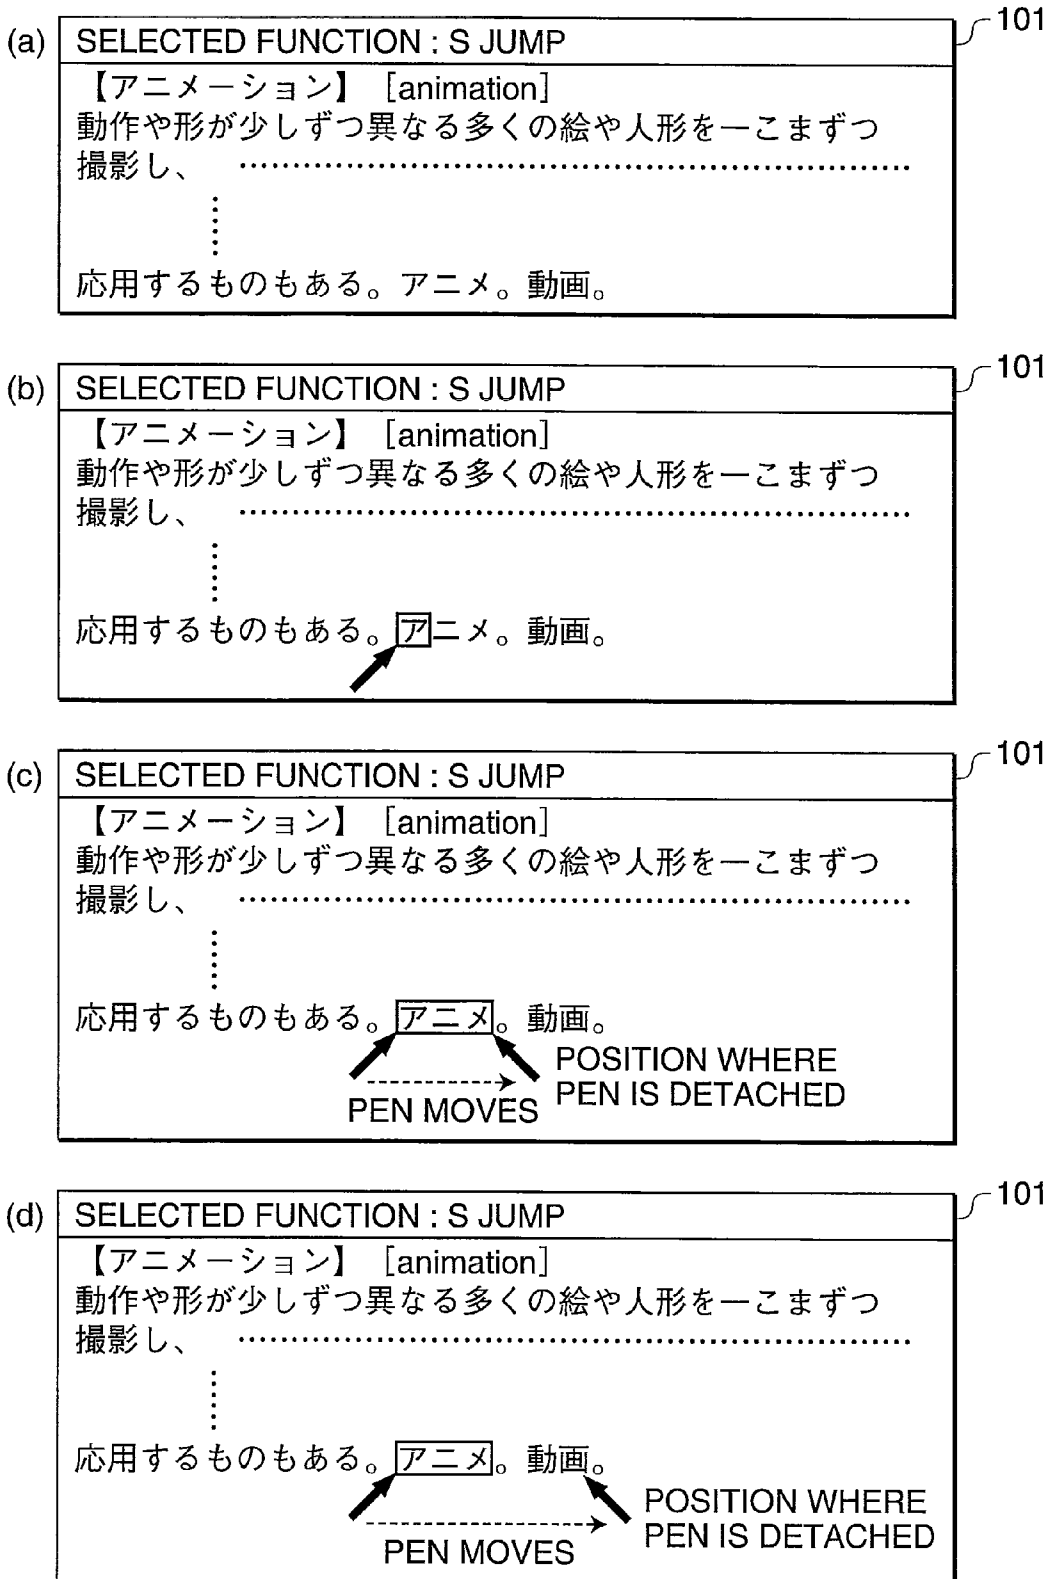 101
(a) SELECTED FUNCTION : S JUMP
【アニメーション】 [animation]
動作や形が少しずつ異なる多くの絵や人形を一こまずつ
撮影し、 ……………………………………………………
応用するものもある。アニメ。動画。
101
(b) SELECTED FUNCTION : S JUMP
【アニメーション】 [animation]
動作や形が少しずつ異なる多くの絵や人形を一こまずつ
撮影し、 ……………………………………………………
応用するものもある。アニメ。動画。
101
(c) SELECTED FUNCTION : S JUMP
【アニメーション】 [animation]
動作や形が少しずつ異なる多くの絵や人形を一こまずつ
撮影し、 ……………………………………………………
応用するものもある。アニメ。動画。
POSITION WHERE
PEN IS DETACHED
PEN MOVES
101
(d) SELECTED FUNCTION : S JUMP
【アニメーション】 [animation]
動作や形が少しずつ異なる多くの絵や人形を一こまずつ
撮影し、 ……………………………………………………
応用するものもある。アニメ。動画。
POSITION WHERE
PEN IS DETACHED
PEN MOVES